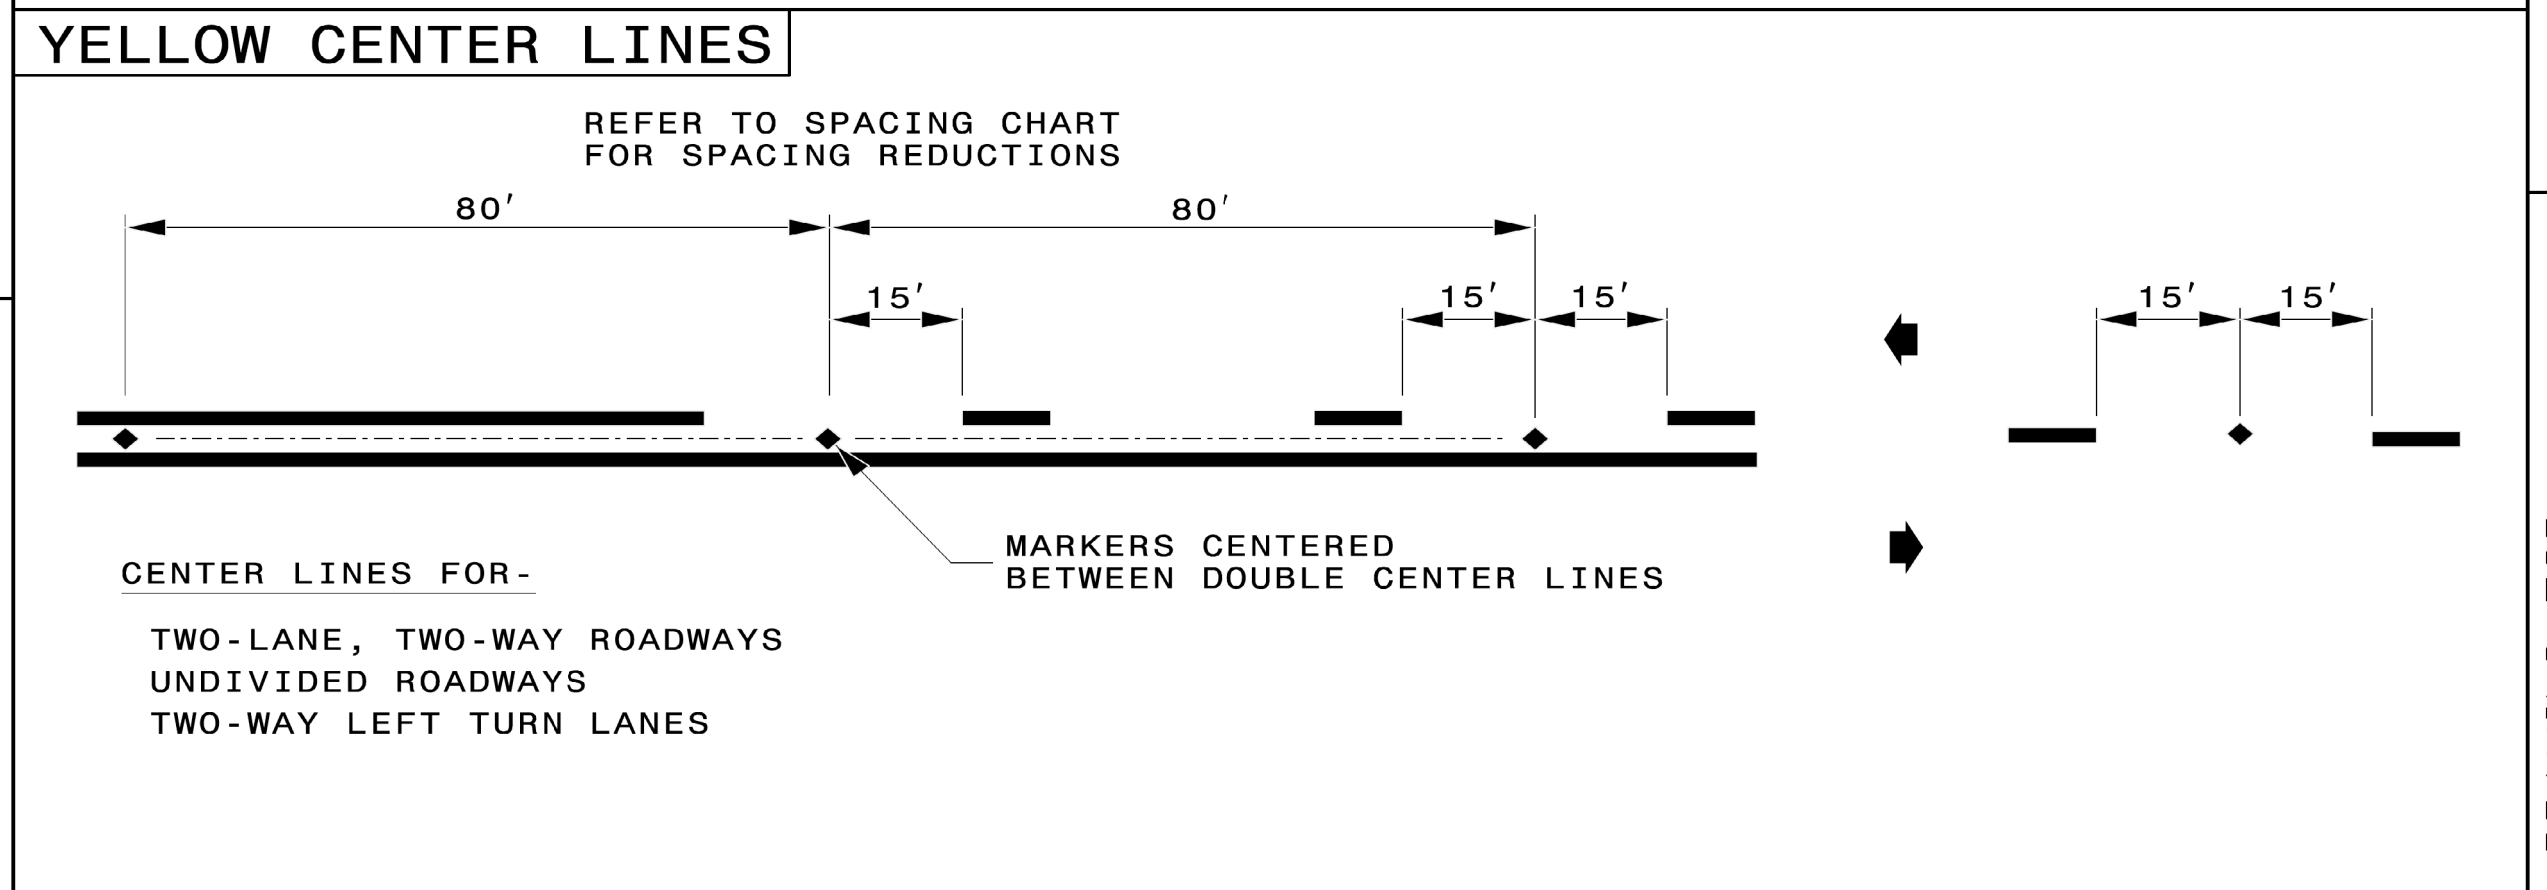 YELLOW CENTER LINES
REFER TO SPACING CHART
FOR SPACING REDUCTIONS
80'
80'
15'
15'
15'
15'
15'
MARKERS CENTERED
BETWEEN DOUBLE CENTER LINES
CENTER LINES FOR-
TWO-LANE, TWO-WAY ROADWAYS
UNDIVIDED ROADWAYS
TWO-WAY LEFT TURN LANES